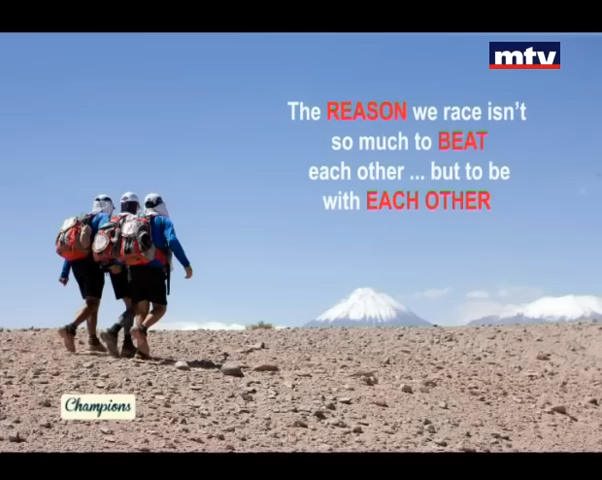 mtv
The REASON we race isn't
so much to BEAT
each other ... but to be
with EACH OTHER
Champions